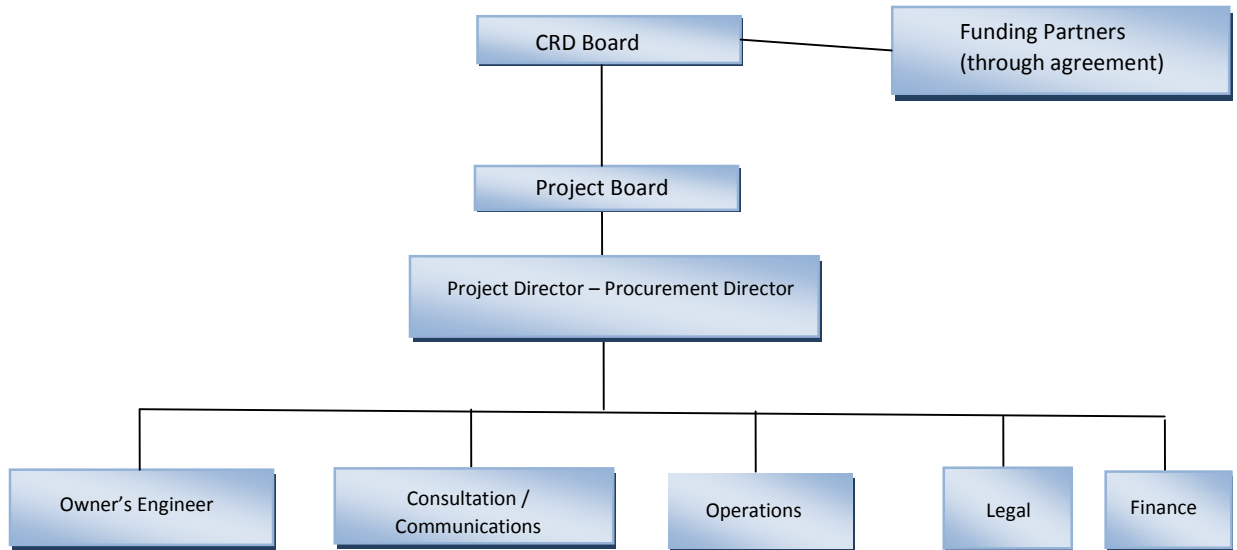 CRD Board
Funding Partners
(through agreement)
Project Board
Project Director – Procurement Director
Owner’s Engineer
Consultation /
Communications
Operations
Legal
Finance